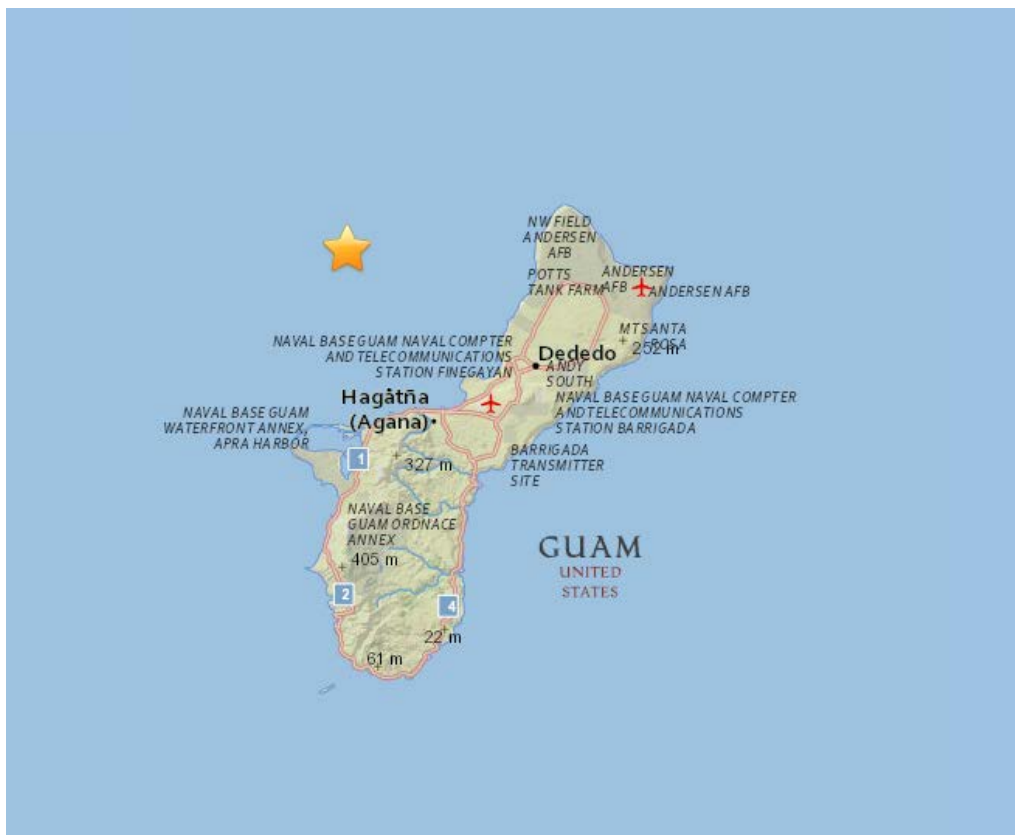 NW FIELD
ANDERSEN
AFB
POTTS
TANK FARM
ANDERSEN
AFB
ANDERSEN AFB
MT SANTA
ROSA
252 m
NAVAL BASE GUAM NAVAL COMPTER
AND TELECOMMUNICATIONS
STATION FINEGAYAN
Dededo
ANDY
SOUTH
Hagåtña
(Agana)
NAVAL BASE GUAM NAVAL COMPTER
AND TELECOMMUNICATIONS
STATION BARRIGADA
NAVAL BASE GUAM
WATERFRONT ANNEX,
APRA HARBOR
1
327 m
BARRIGADA
TRANSMITTER
SITE
NAVAL BASE
GUAM ORDNACE
ANNEX
405 m
GUAM
UNITED
STATES
2
4
22 m
61 m